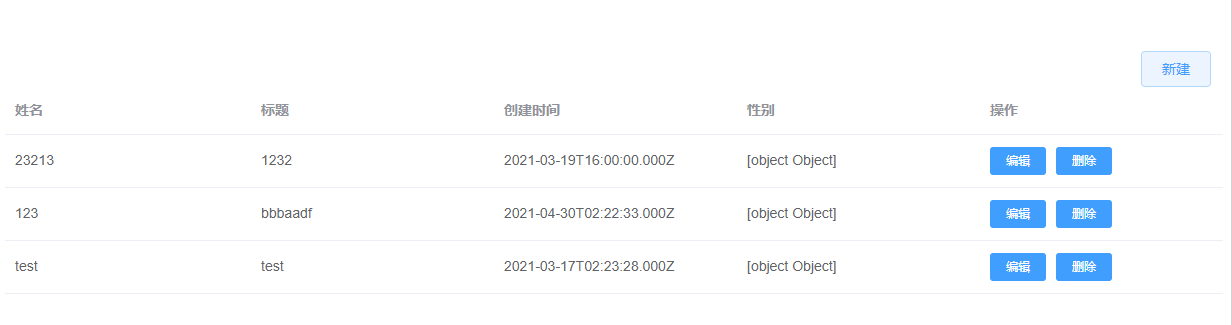 新建
姓名 标题 创建时间 性别 操作
23213 1232 2021-03-19T16:00:00.000Z [object Object] 编辑 删除
123 bbbaadf 2021-04-30T02:22:33.000Z [object Object] 编辑 删除
test test 2021-03-17T02:23:28.000Z [object Object] 编辑 删除